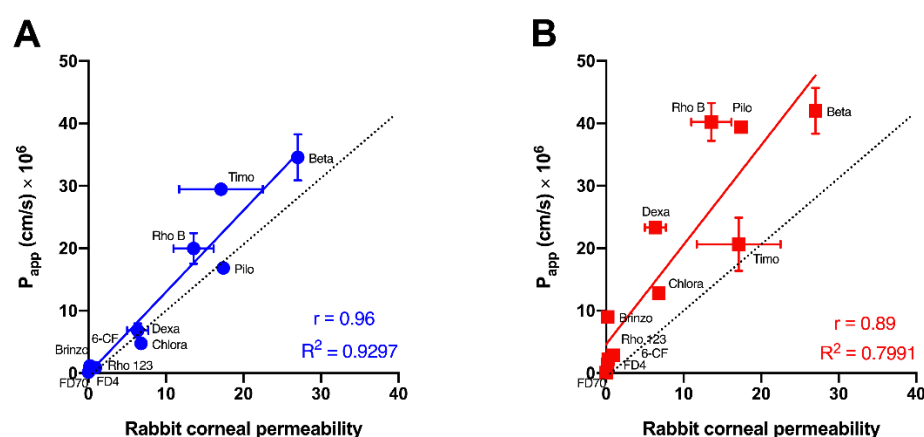 A
P_app (cm/s) × 10^6
50
40
30
20
10
0
Beta
Timo
Rho B
Pilo
Dexa
6-CF
Chlora
Brinzo
Rho 123
FD70
FD4
r = 0.96
R² = 0.9297
0 10 20 30 40
Rabbit corneal permeability
B
P_app (cm/s) × 10^6
50
40
30
20
10
0
Rho B
Pilo
Beta
Dexa
Timo
Chlora
Brinzo
Rho 123
6-CF
FD4
FD70
r = 0.89
R² = 0.7991
0 10 20 30 40
Rabbit corneal permeability